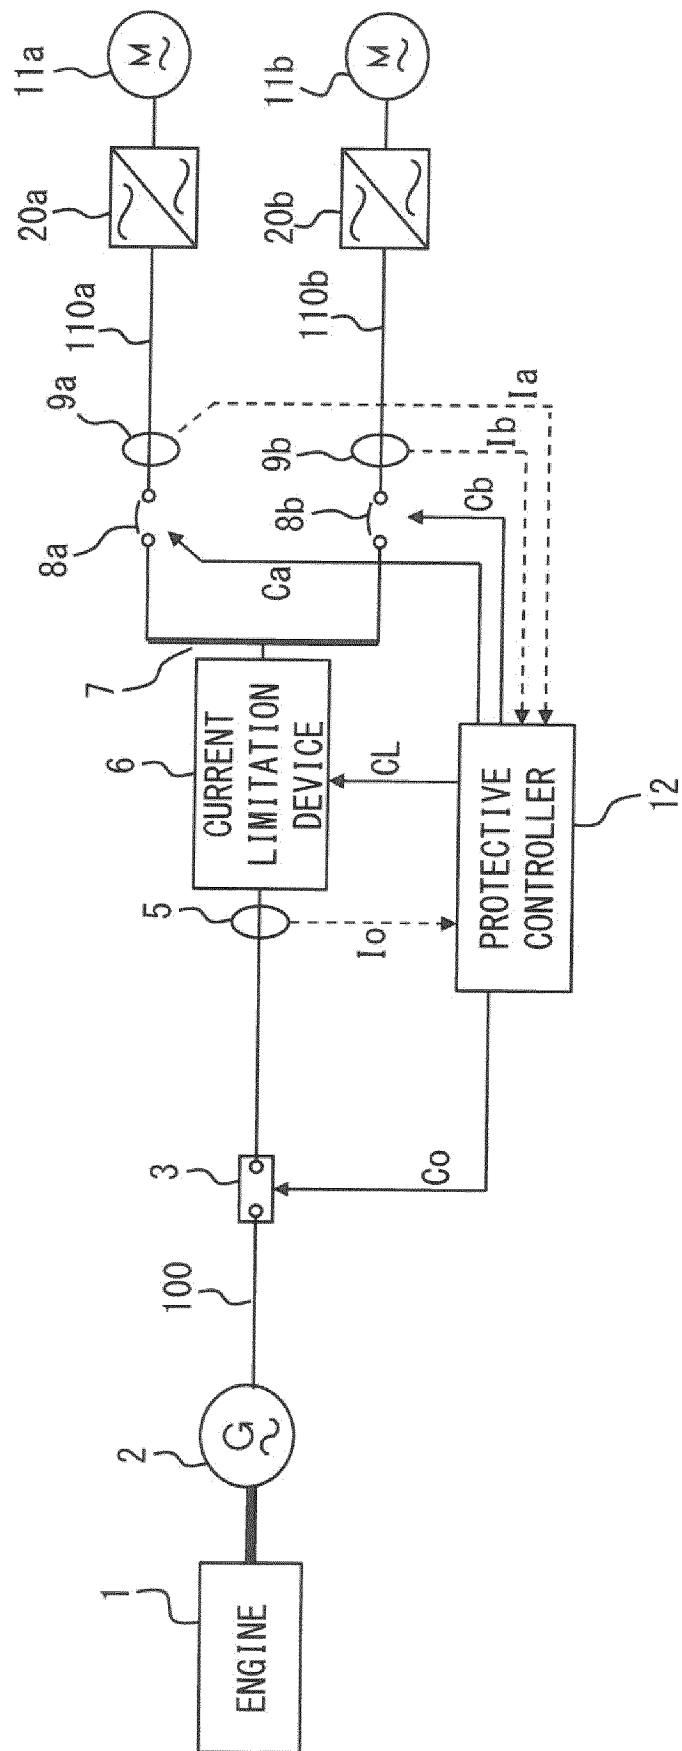 11a
M
11b
M
20a
20b
110a
110b
9a
9b
Ia
Ib
8a
8b
Ca
Cb
7
6
CURRENT
LIMITATION
DEVICE
CL
PROTECTIVE
CONTROLLER
12
5
Io
3
Co
100
2
G
1
ENGINE